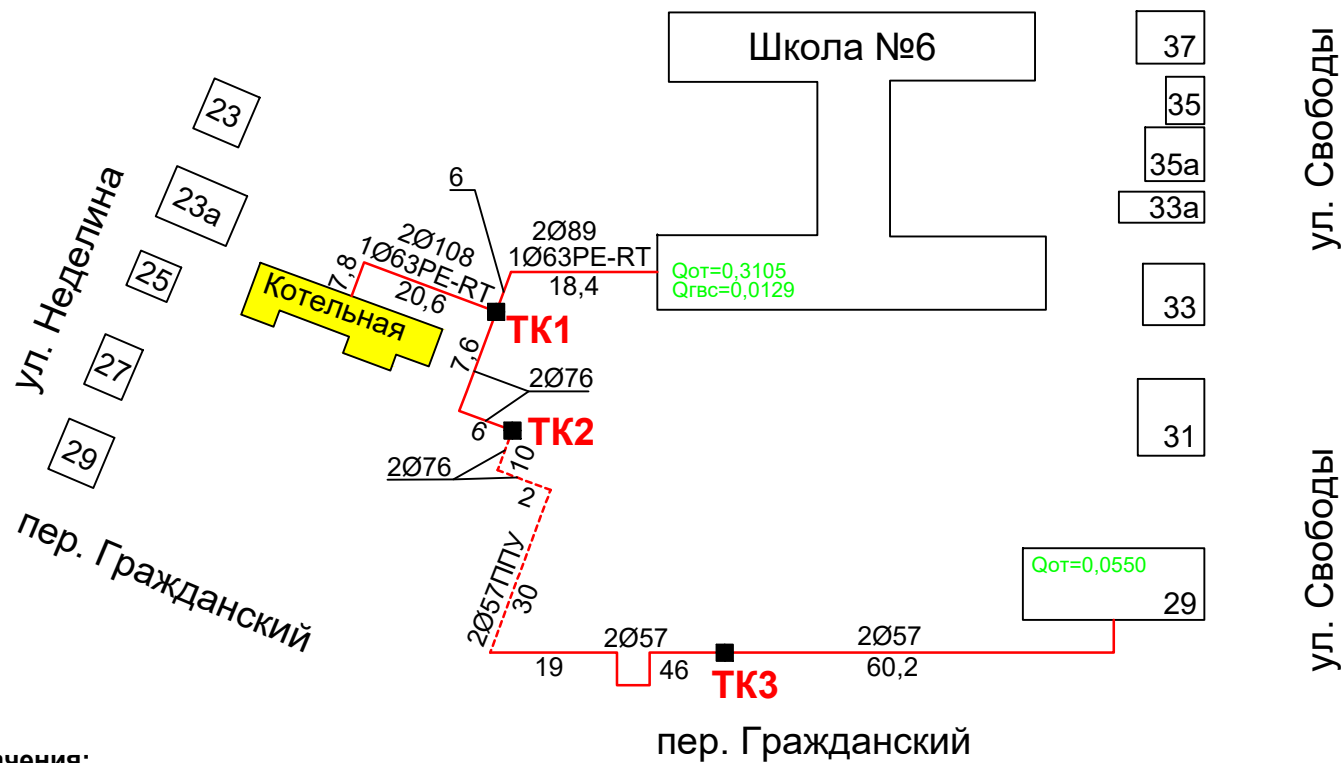 Школа №6
37
35
35а
33а
33
31
29
ул. Свободы
ул. Свободы
23
23а
25
27
29
ул. Неделина
Котельная
7,8
2Ø108
1Ø63PE-RT
20,6
6
2Ø89
1Ø63PE-RT
18,4
Qот=0,3105
Qгвс=0,0129
ТК1
7,6
2Ø76
6
ТК2
2Ø76
10
2
2Ø57ППУ
30
2Ø57
19
46
ТК3
2Ø57
60,2
Qот=0,0550
пер. Гражданский
пер. Гражданский